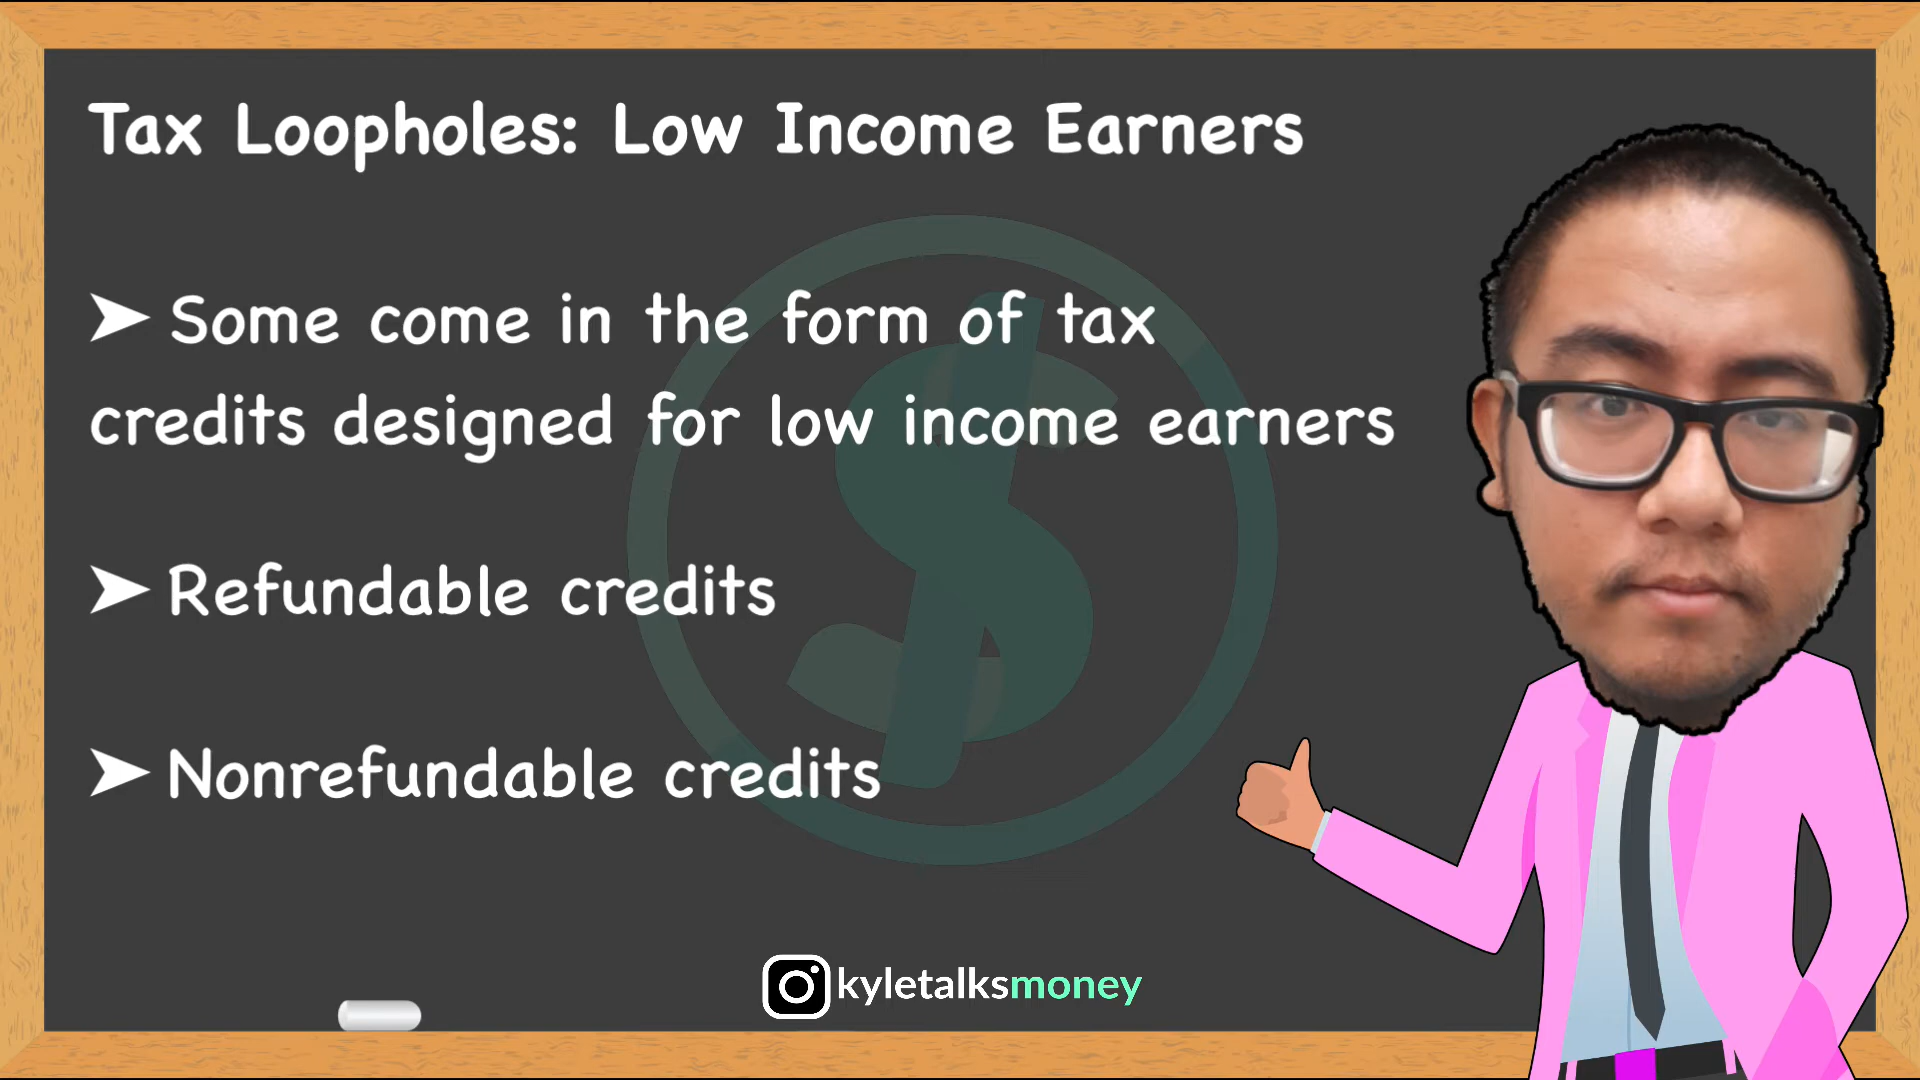 Tax Loopholes: Low Income Earners
➤ Some come in the form of tax
credits designed for low income earners
➤ Refundable credits
➤ Nonrefundable credits
kyletalksmoney